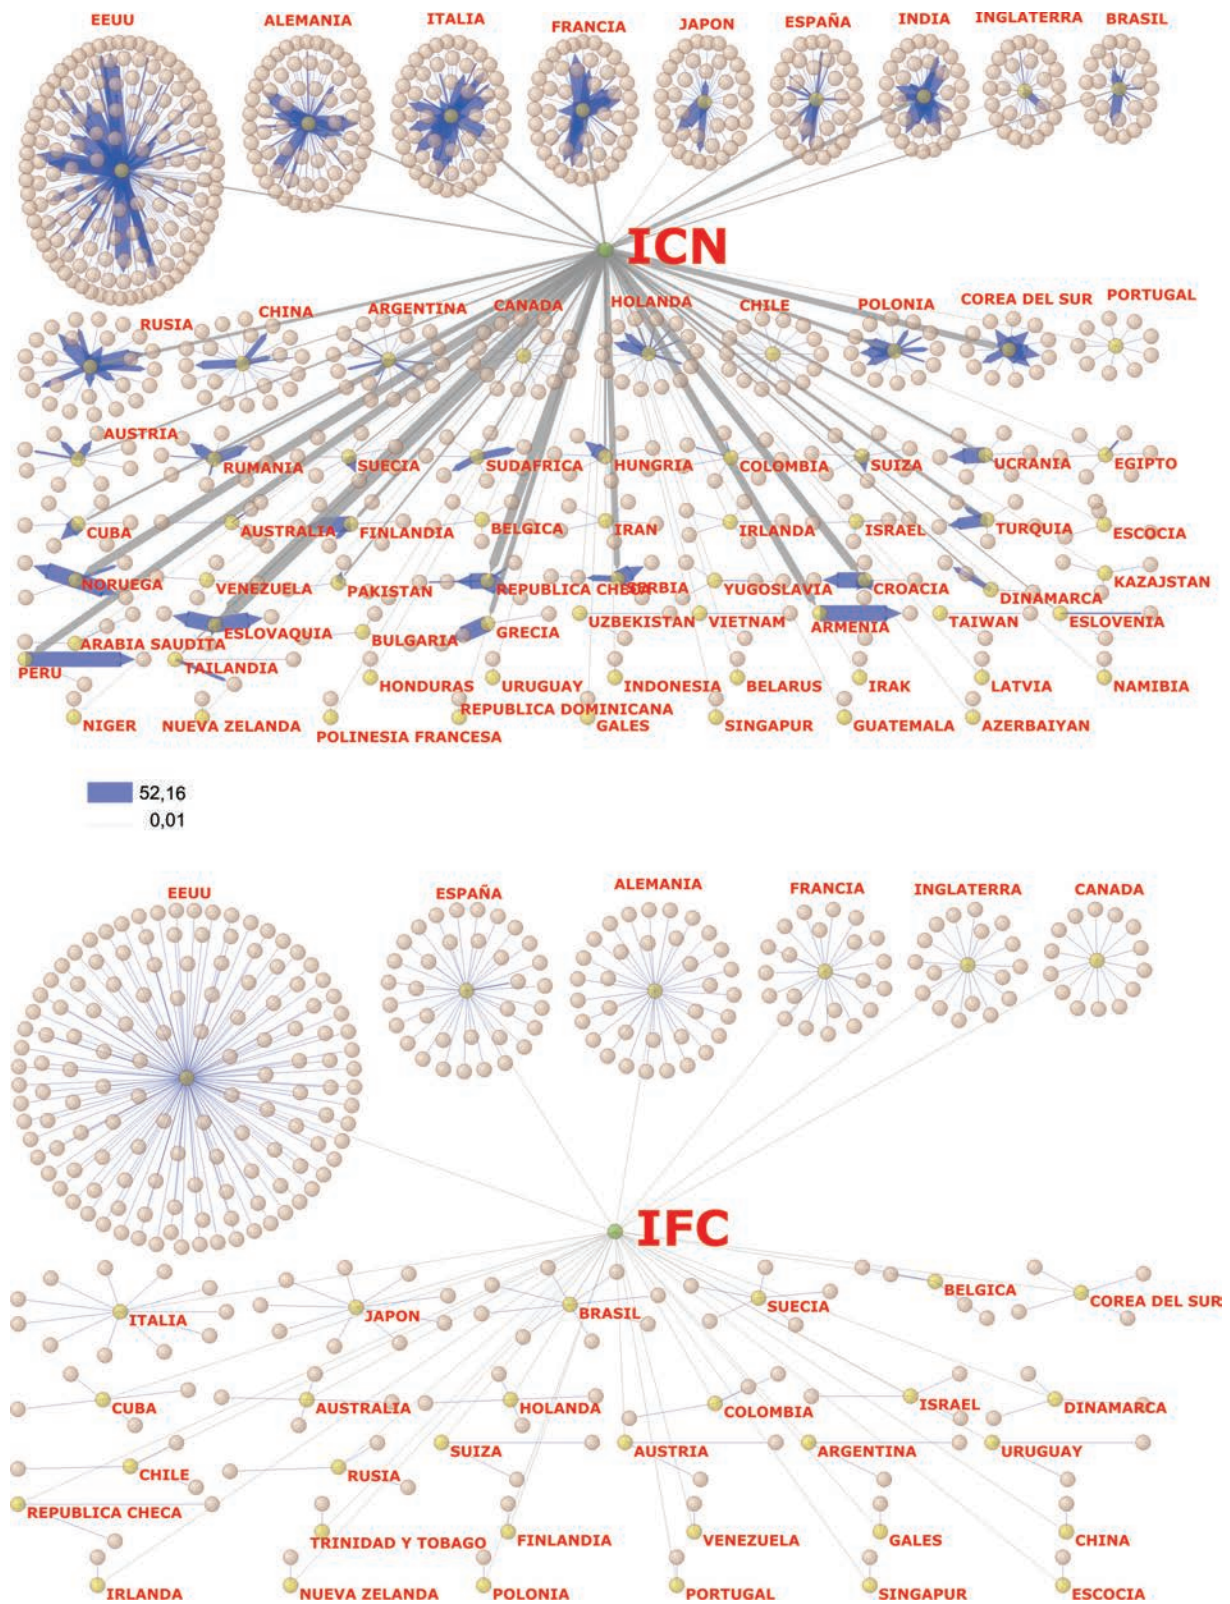 EEUU
ALEMANIA
ITALIA
FRANCIA
JAPON
ESPAÑA
INDIA
INGLATERRA
BRASIL
ICN
RUSIA
CHINA
ARGENTINA
CANADA
HOLANDA
CHILE
POLONIA
COREA DEL SUR
PORTUGAL
AUSTRIA
RUMANIA
SUECIA
SUDAFRICA
HUNGRIA
COLOMBIA
SUIZA
UCRANIA
EGIPTO
CUBA
AUSTRALIA
FINLANDIA
BELGICA
IRAN
IRLANDA
ISRAEL
TURQUIA
ESCOCIA
NORUEGA
VENEZUELA
PAKISTAN
REPUBLICA CHECA
SERBIA
YUGOSLAVIA
CROACIA
DINAMARCA
KAZAJSTAN
ARABIA SAUDITA
ESLOVAQUIA
BULGARIA
GRECIA
UZBEKISTAN
VIETNAM
ARMENIA
TAIWAN
ESLOVENIA
PERU
TAILANDIA
HONDURAS
URUGUAY
INDONESIA
BELARUS
IRAK
LATVIA
NAMIBIA
NIGER
NUEVA ZELANDA
POLINESIA FRANCESA
REPUBLICA DOMINICANA
GALES
SINGAPUR
GUATEMALA
AZERBAIYAN
52,16
0,01
EEUU
ESPAÑA
ALEMANIA
FRANCIA
INGLATERRA
CANADA
IFC
ITALIA
JAPON
BRASIL
SUECIA
BELGICA
COREA DEL SUR
CUBA
AUSTRALIA
HOLANDA
COLOMBIA
ISRAEL
DINAMARCA
CHILE
RUSIA
SUIZA
AUSTRIA
ARGENTINA
URUGUAY
REPUBLICA CHECA
TRINIDAD Y TOBAGO
FINLANDIA
VENEZUELA
GALES
CHINA
IRLANDA
NUEVA ZELANDA
POLONIA
PORTUGAL
SINGAPUR
ESCOCIA